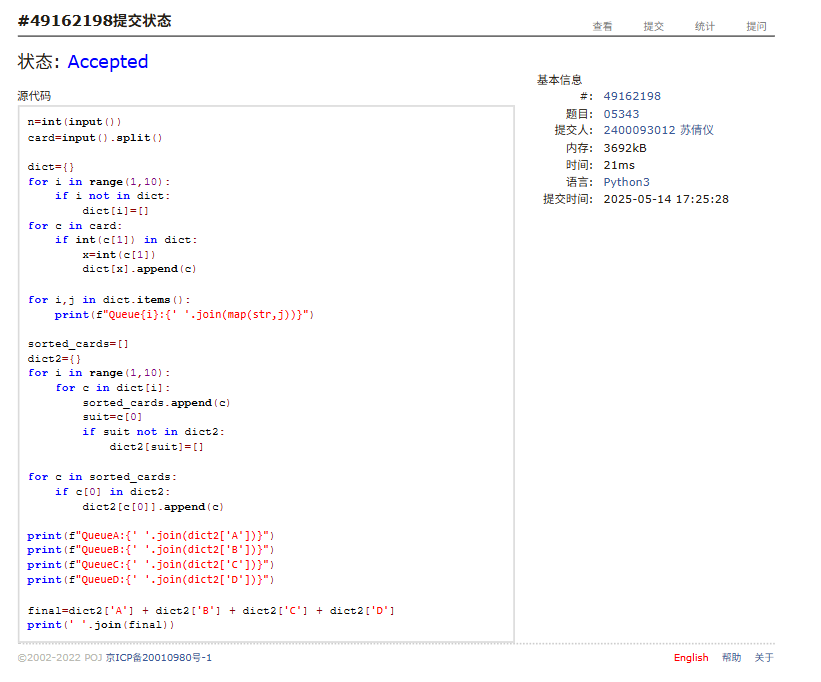 #49162198提交状态
查看 提交 统计 提问
状态: Accepted
源代码
n=int(input())
card=input().split()

dict={}
for i in range(1,10):
    if i not in dict:
        dict[i]=[]
for c in card:
    if int(c[1]) in dict:
        x=int(c[1])
        dict[x].append(c)

for i,j in dict.items():
    print(f"Queue{i}:{' '.join(map(str,j))}")

sorted_cards=[]
dict2={}
for i in range(1,10):
    for c in dict[i]:
        sorted_cards.append(c)
        suit=c[0]
        if suit not in dict2:
            dict2[suit]=[]

for c in sorted_cards:
    if c[0] in dict2:
        dict2[c[0]].append(c)

print(f"QueueA:{' '.join(dict2['A'])}")
print(f"QueueB:{' '.join(dict2['B'])}")
print(f"QueueC:{' '.join(dict2['C'])}")
print(f"QueueD:{' '.join(dict2['D'])}")

final=dict2['A'] + dict2['B'] + dict2['C'] + dict2['D']
print(' '.join(final))
基本信息
#: 49162198
题目: 05343
提交人: 2400093012 苏倩仪
内存: 3692kB
时间: 21ms
语言: Python3
提交时间: 2025-05-14 17:25:28
©2002-2022 POJ 京ICP备20010980号-1
English 帮助 关于